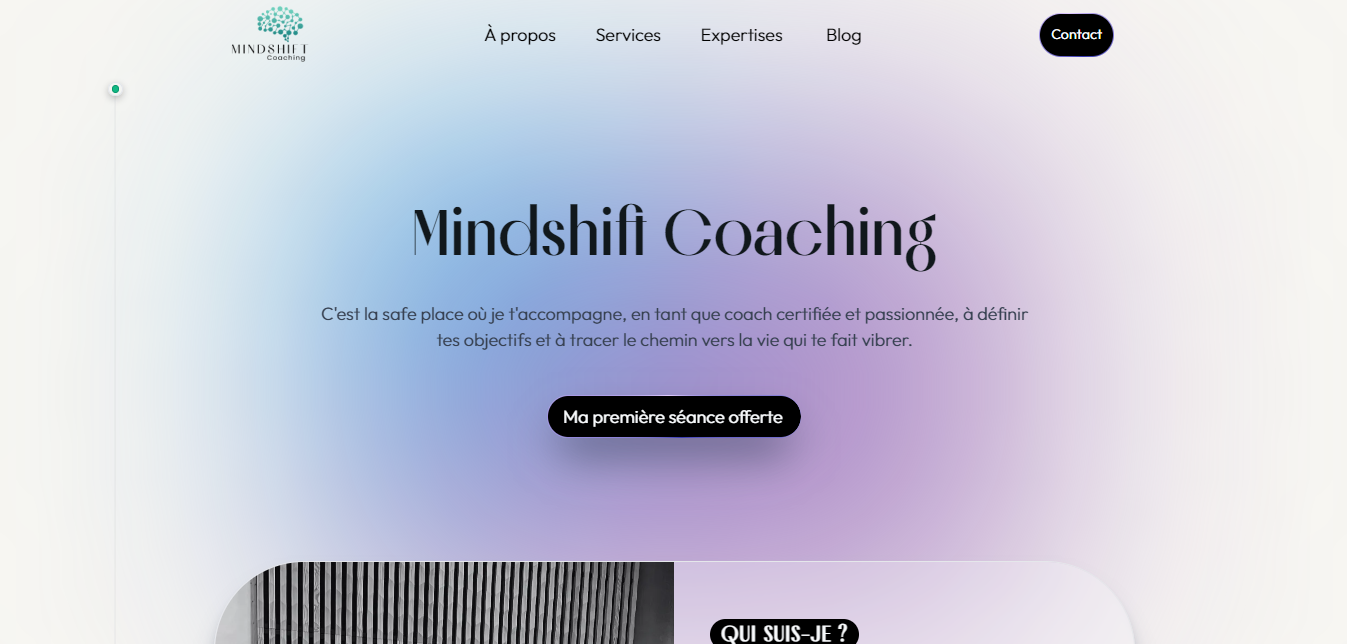 MINDSHIFT
Coaching
À propos
Services
Expertises
Blog
Contact
Mindshift Coaching
C'est la safe place où je t'accompagne, en tant que coach certifiée et passionnée, à définir
tes objectifs et à tracer le chemin vers la vie qui te fait vibrer.
Ma première séance offerte
QUI SUIS-JE ?